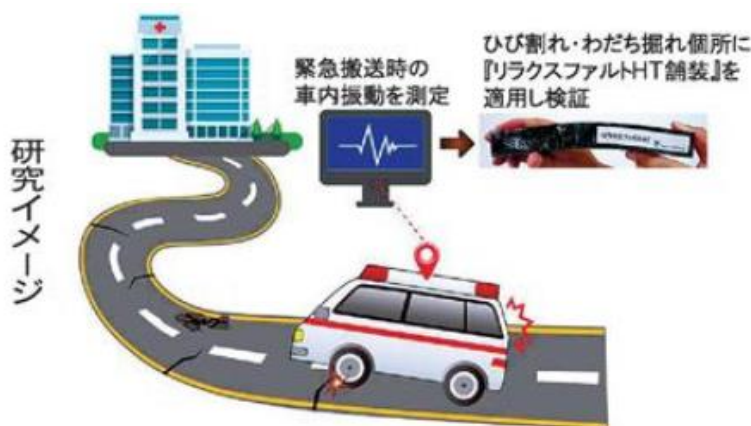 緊急搬送時の
車内振動を測定
ひび割れ・わだち掘れ個所に
『リラクスファルトHT舗装』を
適用し検証
研究イメージ